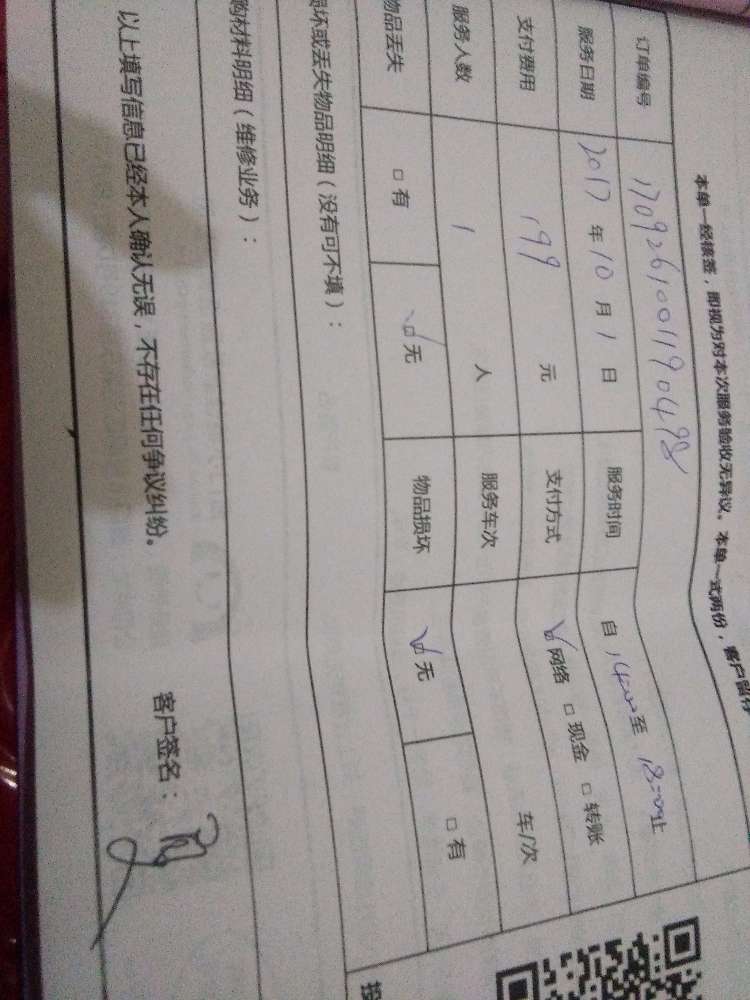 本单一经核签，即视为对本次服务验收无异议。本单一式两份，客户留存
订单编号 1709261001190498
服务日期 2017年10月1日 服务时间 自14:00至18:00止
支付费用 199元 支付方式 ☑网络 □现金 □转账
服务人数 1人 服务车次 车/次
物品丢失 □有 ☑无 物品损坏 ☑无 □有
损坏或丢失物品明细（没有可不填）：
购材料明细（维修业务）：
以上填写信息已经本人确认无误，不存在任何争议纠纷。 客户签名：